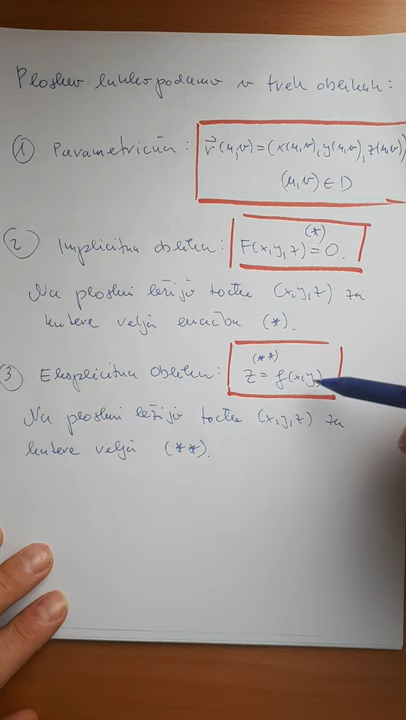 Ploskev lahko podamo v treh oblikah:
① Parametrična: r⃗(u,v)=(x(u,v),y(u,v),z(u,v))
(u,v)∈D
② Implicitna oblika: F(x,y,z)=0. (*)
Na ploskvi ležijo točke (x,y,z) za
katere velja enačba (*).
③ Eksplicitna oblika: (**) z=f(x,y)
Na ploskvi ležijo točke (x,y,z) za
katere velja (**).